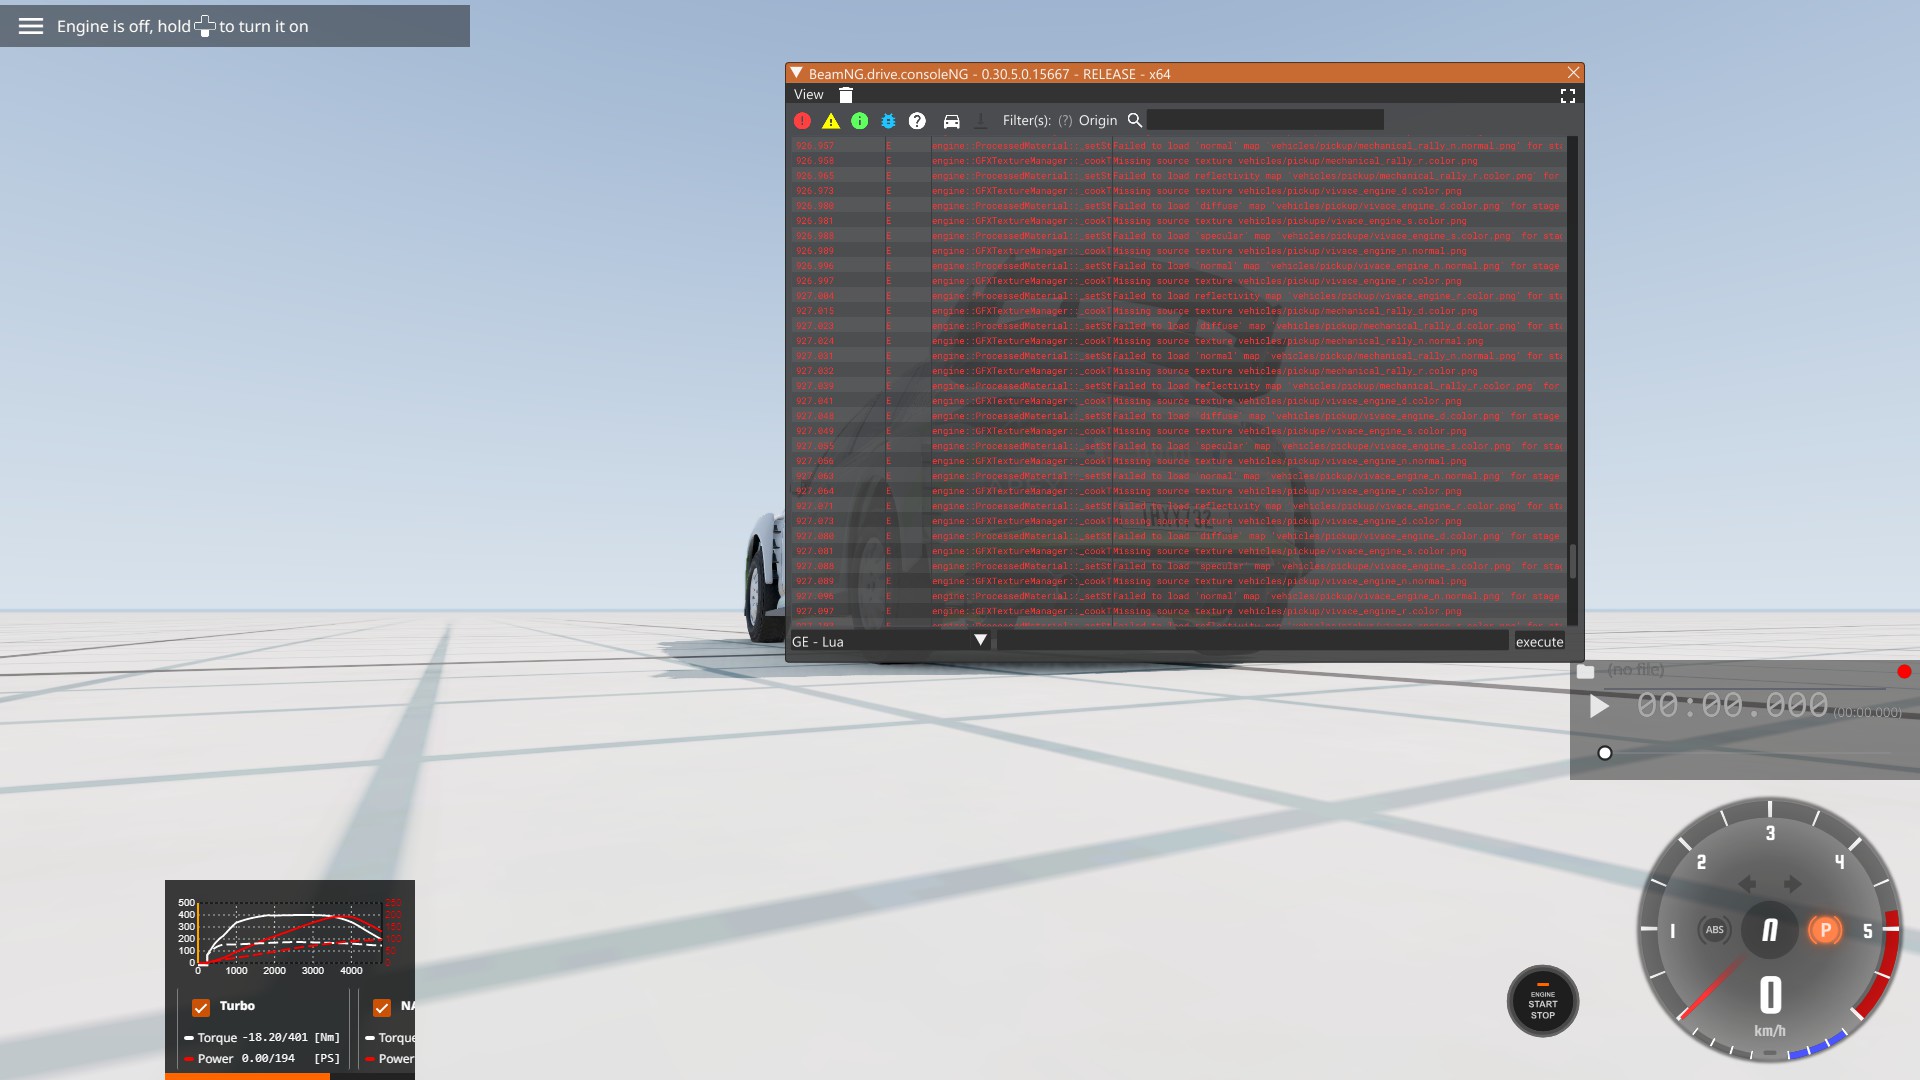 Engine is off, hold to turn it on
BeamNG.drive.consoleNG - 0.30.5.0.15667 - RELEASE - x64
View
Filter(s): (?) Origin
926.957 E engine::ProcessedMaterial::_setSt Failed to load 'normal' map 'vehicles/pickup/mechanical_rally_n.normal.png' for sta
926.958 E engine::GFXTextureManager::_cookT Missing source texture vehicles/pickup/mechanical_rally_r.color.png
926.965 E engine::ProcessedMaterial::_setSt Failed to load reflectivity map 'vehicles/pickup/mechanical_rally_r.color.png' for
926.973 E engine::GFXTextureManager::_cookT Missing source texture vehicles/pickup/vivace_engine_d.color.png
926.980 E engine::ProcessedMaterial::_setSt Failed to load 'diffuse' map 'vehicles/pickup/vivace_engine_d.color.png' for stage
926.981 E engine::GFXTextureManager::_cookT Missing source texture vehicles/pickupe/vivace_engine_s.color.png
926.988 E engine::ProcessedMaterial::_setSt Failed to load 'specular' map 'vehicles/pickupe/vivace_engine_s.color.png' for sta
926.989 E engine::GFXTextureManager::_cookT Missing source texture vehicles/pickup/vivace_engine_n.normal.png
926.996 E engine::ProcessedMaterial::_setSt Failed to load 'normal' map 'vehicles/pickup/vivace_engine_n.normal.png' for stage
926.997 E engine::GFXTextureManager::_cookT Missing source texture vehicles/pickup/vivace_engine_r.color.png
927.004 E engine::ProcessedMaterial::_setSt Failed to load reflectivity map 'vehicles/pickup/vivace_engine_r.color.png' for sta
927.015 E engine::GFXTextureManager::_cookT Missing source texture vehicles/pickup/mechanical_rally_d.color.png
927.023 E engine::ProcessedMaterial::_setSt Failed to load 'diffuse' map 'vehicles/pickup/mechanical_rally_d.color.png' for sta
927.024 E engine::GFXTextureManager::_cookT Missing source texture vehicles/pickup/mechanical_rally_n.normal.png
927.031 E engine::ProcessedMaterial::_setSt Failed to load 'normal' map 'vehicles/pickup/mechanical_rally_n.normal.png' for sta
927.032 E engine::GFXTextureManager::_cookT Missing source texture vehicles/pickup/mechanical_rally_r.color.png
927.039 E engine::ProcessedMaterial::_setSt Failed to load reflectivity map 'vehicles/pickup/mechanical_rally_r.color.png' for
927.041 E engine::GFXTextureManager::_cookT Missing source texture vehicles/pickup/vivace_engine_d.color.png
927.048 E engine::ProcessedMaterial::_setSt Failed to load 'diffuse' map 'vehicles/pickup/vivace_engine_d.color.png' for stage
927.049 E engine::GFXTextureManager::_cookT Missing source texture vehicles/pickupe/vivace_engine_s.color.png
927.055 E engine::ProcessedMaterial::_setSt Failed to load 'specular' map 'vehicles/pickupe/vivace_engine_s.color.png' for sta
927.056 E engine::GFXTextureManager::_cookT Missing source texture vehicles/pickup/vivace_engine_n.normal.png
927.063 E engine::ProcessedMaterial::_setSt Failed to load 'normal' map 'vehicles/pickup/vivace_engine_n.normal.png' for stage
927.064 E engine::GFXTextureManager::_cookT Missing source texture vehicles/pickup/vivace_engine_r.color.png
927.071 E engine::ProcessedMaterial::_setSt Failed to load reflectivity map 'vehicles/pickup/vivace_engine_r.color.png' for sta
927.073 E engine::GFXTextureManager::_cookT Missing source texture vehicles/pickup/vivace_engine_d.color.png
927.080 E engine::ProcessedMaterial::_setSt Failed to load 'diffuse' map 'vehicles/pickup/vivace_engine_d.color.png' for stage
927.081 E engine::GFXTextureManager::_cookT Missing source texture vehicles/pickupe/vivace_engine_s.color.png
927.088 E engine::ProcessedMaterial::_setSt Failed to load 'specular' map 'vehicles/pickupe/vivace_engine_s.color.png' for sta
927.089 E engine::GFXTextureManager::_cookT Missing source texture vehicles/pickup/vivace_engine_n.normal.png
927.096 E engine::ProcessedMaterial::_setSt Failed to load 'normal' map 'vehicles/pickup/vivace_engine_n.normal.png' for stage
927.097 E engine::GFXTextureManager::_cookT Missing source texture vehicles/pickup/vivace_engine_r.color.png
GE - Lua
execute
(no file)
00:00.000 (00:00.000)
500 250
400 200
300 150
200 100
100 50
0 0
0 1000 2000 3000 4000
Turbo
Torque -18.20/401 [Nm]
Power 0.00/194 [PS]
NA
Torque
Power
ENGINE
START
STOP
1 2 3 4 5
ABS n P
0
km/h